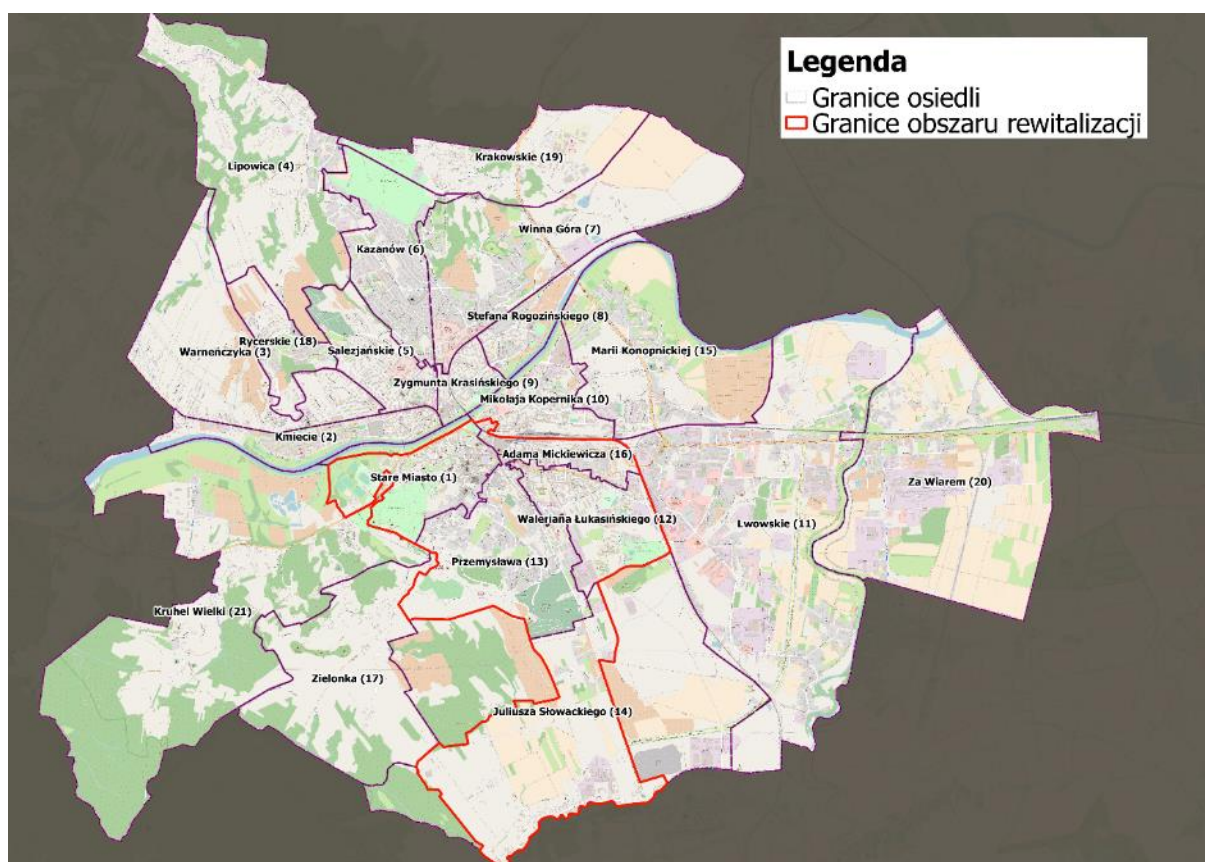 Legenda
Granice osiedli
Granice obszaru rewitalizacji
Krakowskie (19)
Lipowica (4)
Winna Góra (7)
Kazanów (6)
Stefana Rogozińskiego (8)
Rycerskie (18)
Warneńczyka (3)
Salezjańskie (5)
Marii Konopnickiej (15)
Zygmunta Krasińskiego (9)
Mikołaja Kopernika (10)
Kmiecie (2)
Adama Mickiewicza (16)
Stare Miasto (1)
Za Wiarem (20)
Waleriana Łukasińskiego (12)
Lwowskie (11)
Przemysława (13)
Kruhel Wielki (21)
Zielonka (17)
Juliusza Słowackiego (14)